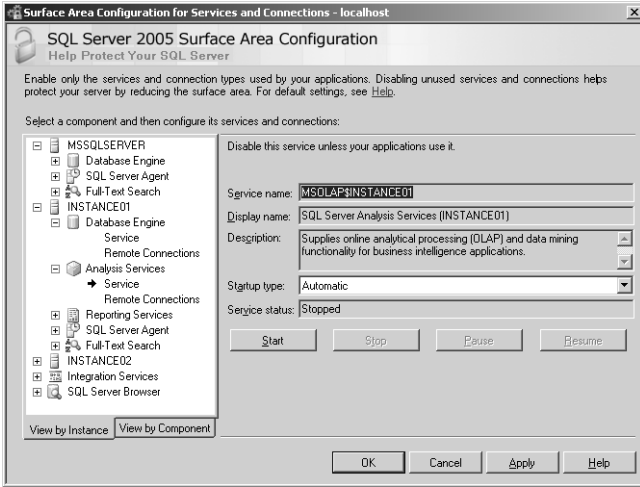 Surface Area Configuration for Services and Connections - localhost
SQL Server 2005 Surface Area Configuration
Help Protect Your SQL Server
Enable only the services and connection types used by your applications. Disabling unused services and connections helps
protect your server by reducing the surface area. For default settings, see Help.
Select a component and then configure its services and connections:
MSSQLSERVER
Database Engine
SQL Server Agent
Full-Text Search
INSTANCE01
Database Engine
Service
Remote Connections
Analysis Services
Service
Remote Connections
Reporting Services
SQL Server Agent
Full-Text Search
INSTANCE02
Integration Services
SQL Server Browser
View by Instance
View by Component
Disable this service unless your applications use it.
Service name: MSOLAP$INSTANCE01
Display name: SQL Server Analysis Services (INSTANCE01)
Description: Supplies online analytical processing (OLAP) and data mining
functionality for business intelligence applications.
Startup type: Automatic
Service status: Stopped
Start
Stop
Pause
Resume
OK
Cancel
Apply
Help